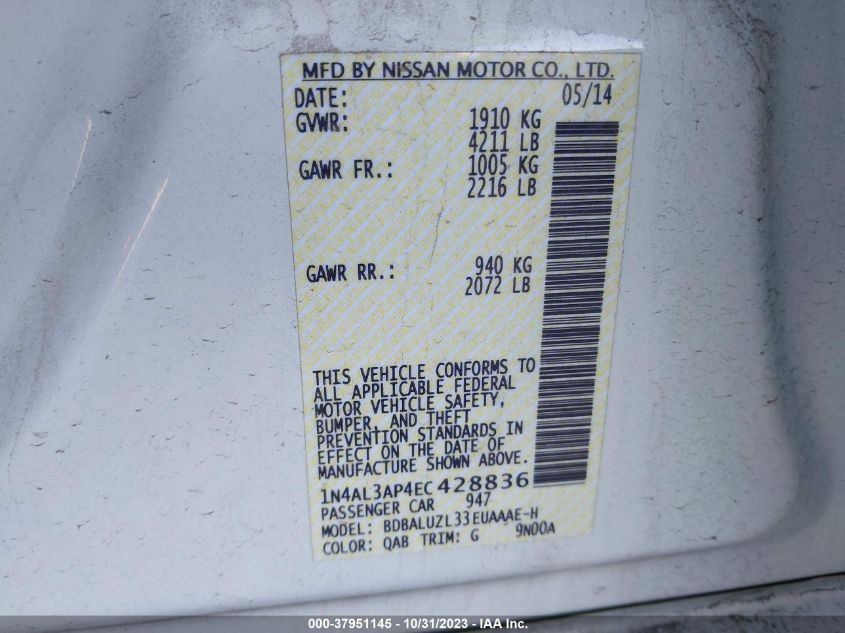 MFD BY NISSAN MOTOR CO., LTD.
DATE: 05/14
GVWR: 1910 KG
4211 LB
GAWR FR.: 1005 KG
2216 LB
GAWR RR.: 940 KG
2072 LB
THIS VEHICLE CONFORMS TO
ALL APPLICABLE FEDERAL
MOTOR VEHICLE SAFETY,
BUMPER, AND THEFT
PREVENTION STANDARDS IN
EFFECT ON THE DATE OF
MANUFACTURE SHOWN ABOVE.
1N4AL3AP4EC428836
PASSENGER CAR 947
MODEL: BDBALUZL33EUAAAE-H
COLOR: QAB TRIM: G 9N00A
000-37951145 - 10/31/2023 - IAA Holdings, LLC.